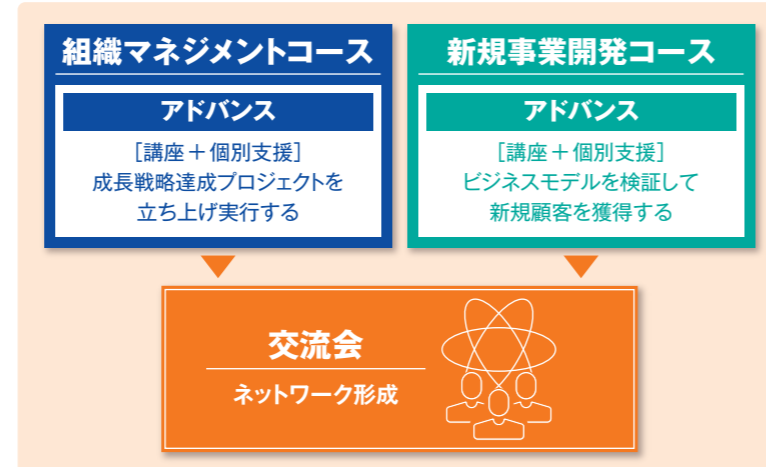 組織マネジメントコース
アドバンス
［講座＋個別支援］
成長戦略達成プロジェクトを
立ち上げ実行する
新規事業開発コース
アドバンス
［講座＋個別支援］
ビジネスモデルを検証して
新規顧客を獲得する
交流会
ネットワーク形成